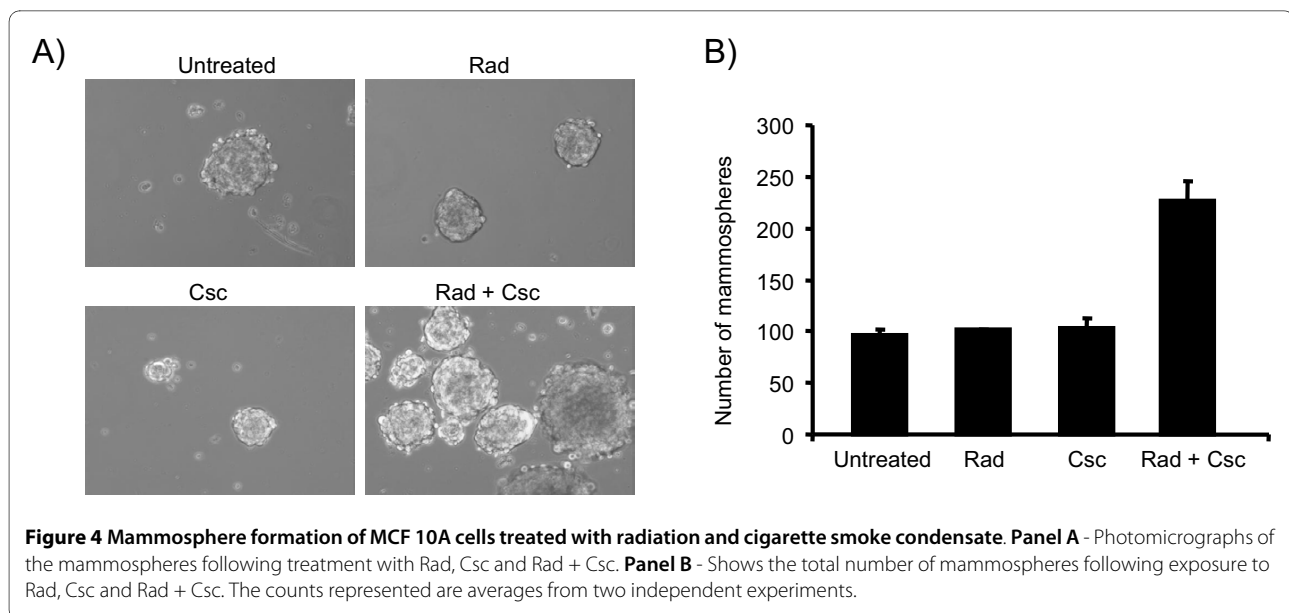 A)
Untreated
Rad
Csc
Rad + Csc
B)
Number of mammospheres
300
250
200
150
100
50
0
Untreated
Rad
Csc
Rad + Csc
Figure 4 Mammosphere formation of MCF 10A cells treated with radiation and cigarette smoke condensate. Panel A - Photomicrographs of
the mammospheres following treatment with Rad, Csc and Rad + Csc. Panel B - Shows the total number of mammospheres following exposure to
Rad, Csc and Rad + Csc. The counts represented are averages from two independent experiments.